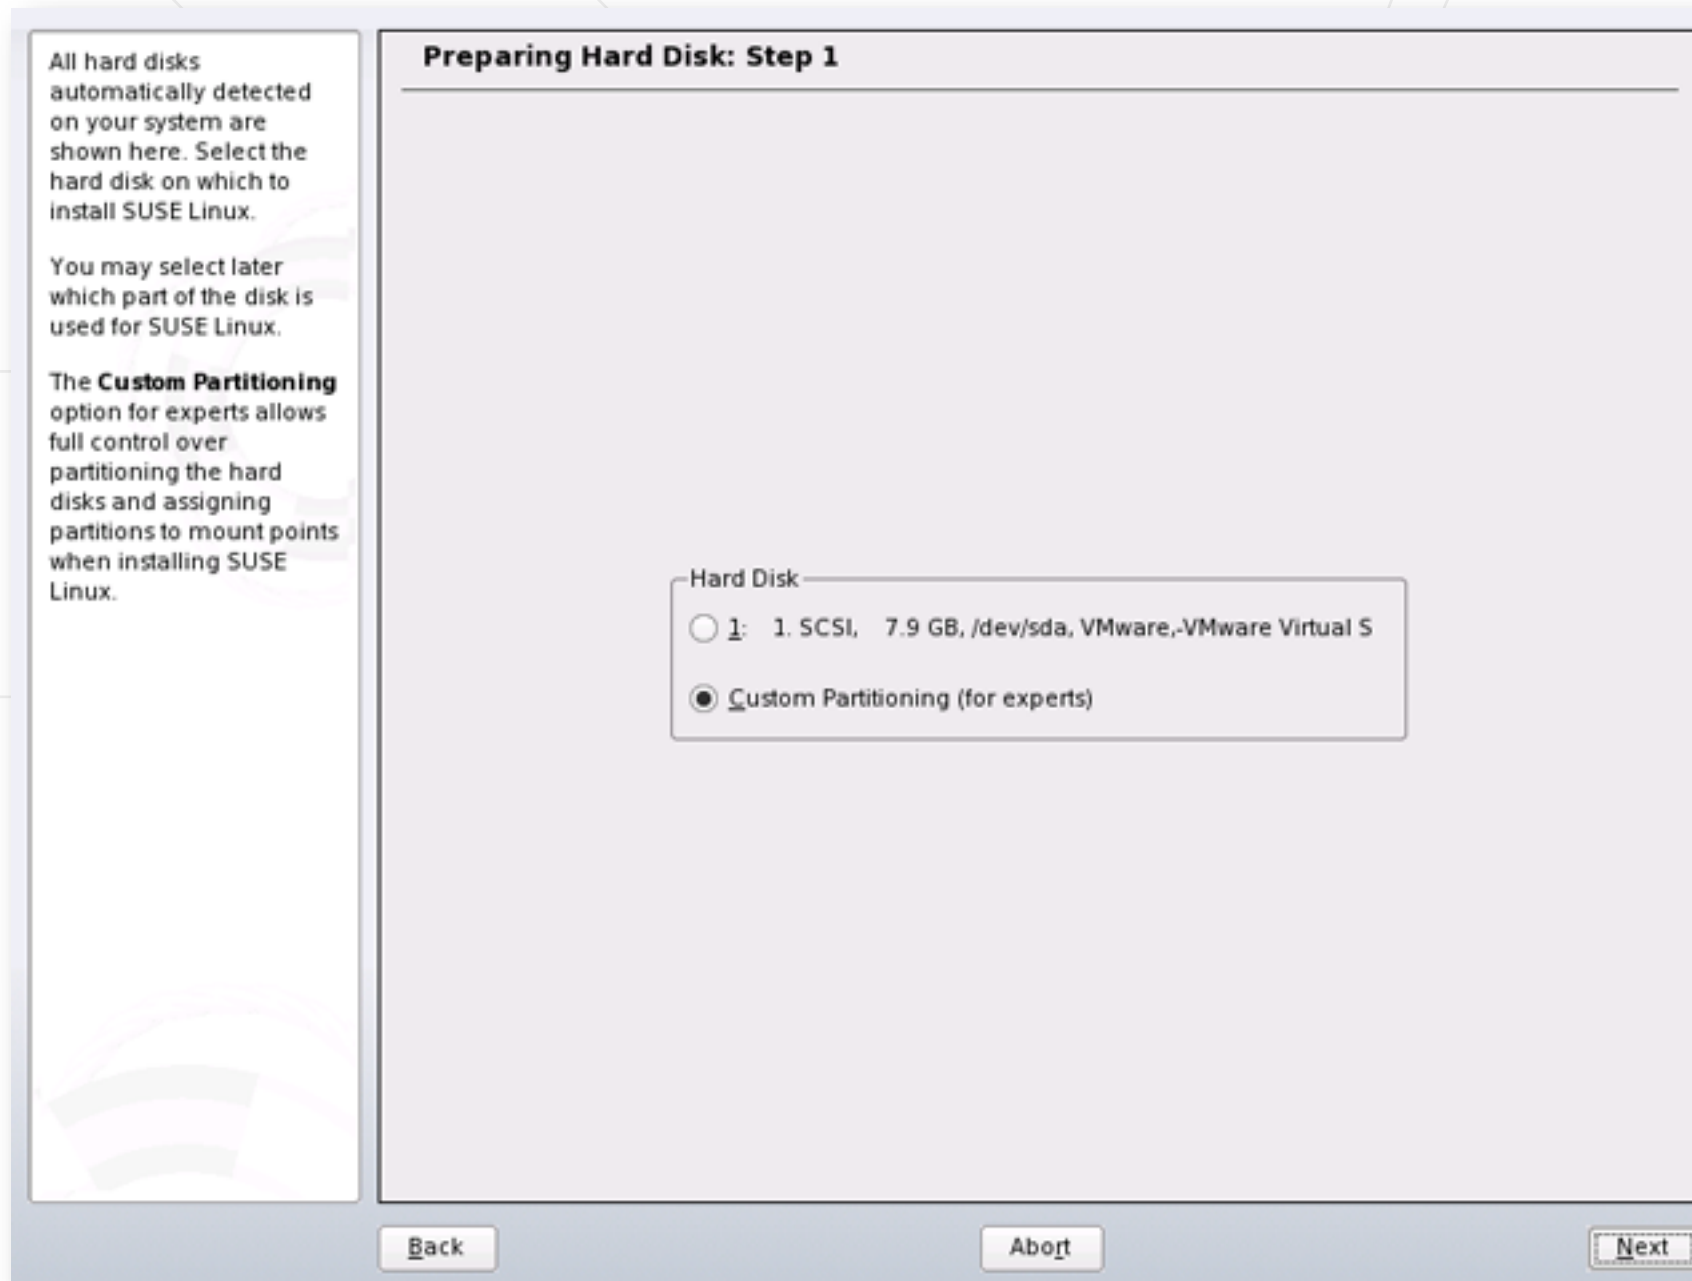 All hard disks
automatically detected
on your system are
shown here. Select the
hard disk on which to
install SUSE Linux.
You may select later
which part of the disk is
used for SUSE Linux.
The Custom Partitioning
option for experts allows
full control over
partitioning the hard
disks and assigning
partitions to mount points
when installing SUSE
Linux.
Preparing Hard Disk: Step 1
Hard Disk
1: 1. SCSI, 7.9 GB, /dev/sda, VMware,-VMware Virtual S
Custom Partitioning (for experts)
Back
Abort
Next